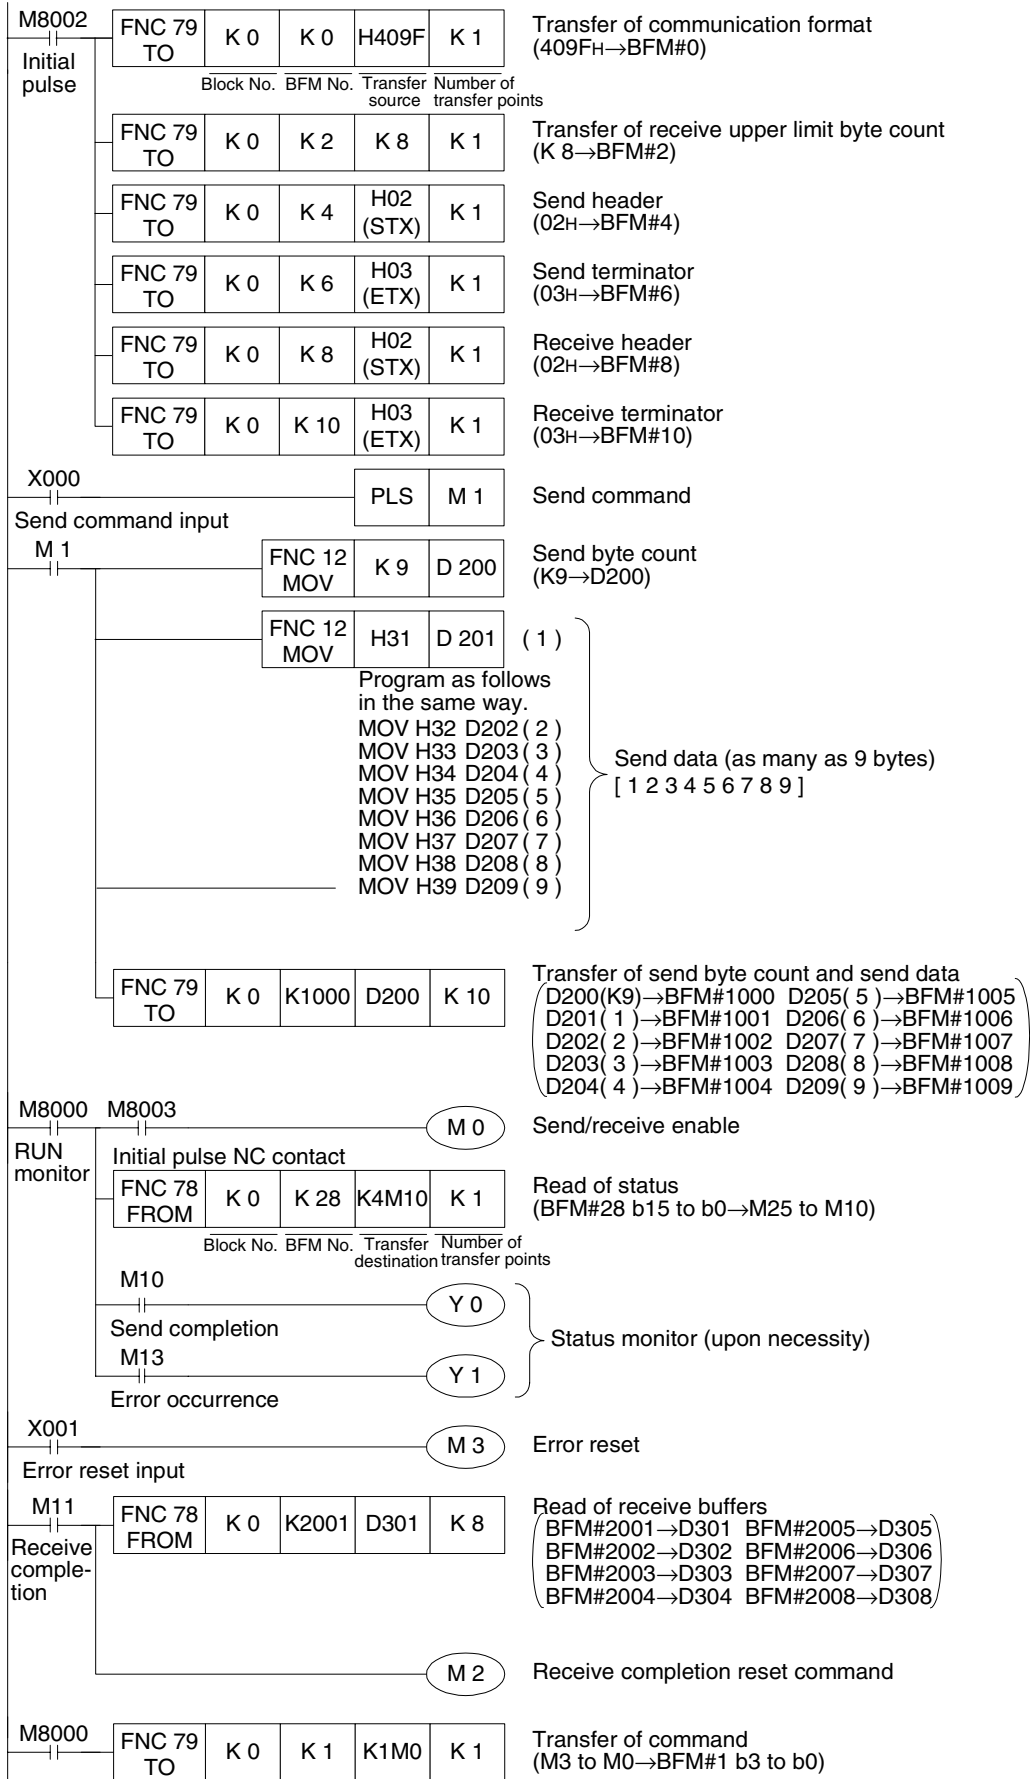 M8002
Initial
pulse
FNC 79
TO
K 0
K 0
H409F
K 1
Transfer of communication format
(409FH→BFM#0)
Block No.
BFM No.
Transfer
source
Number of
transfer points
FNC 79
TO
K 0
K 2
K 8
K 1
Transfer of receive upper limit byte count
(K 8→BFM#2)
FNC 79
TO
K 0
K 4
H02
(STX)
K 1
Send header
(02H→BFM#4)
FNC 79
TO
K 0
K 6
H03
(ETX)
K 1
Send terminator
(03H→BFM#6)
FNC 79
TO
K 0
K 8
H02
(STX)
K 1
Receive header
(02H→BFM#8)
FNC 79
TO
K 0
K 10
H03
(ETX)
K 1
Receive terminator
(03H→BFM#10)
X000
Send command input
PLS
M 1
Send command
M 1
FNC 12
MOV
K 9
D 200
Send byte count
(K9→D200)
FNC 12
MOV
H31
D 201
( 1 )
Program as follows
in the same way.
MOV H32 D202 ( 2 )
MOV H33 D203 ( 3 )
MOV H34 D204 ( 4 )
MOV H35 D205 ( 5 )
MOV H36 D206 ( 6 )
MOV H37 D207 ( 7 )
MOV H38 D208 ( 8 )
MOV H39 D209 ( 9 )
Send data (as many as 9 bytes)
[ 1 2 3 4 5 6 7 8 9 ]
FNC 79
TO
K 0
K1000
D200
K 10
Transfer of send byte count and send data
D200(K9)→BFM#1000 D205( 5 )→BFM#1005
D201( 1 )→BFM#1001 D206( 6 )→BFM#1006
D202( 2 )→BFM#1002 D207( 7 )→BFM#1007
D203( 3 )→BFM#1003 D208( 8 )→BFM#1008
D204( 4 )→BFM#1004 D209( 9 )→BFM#1009
M8000
M8003
RUN
monitor
Initial pulse NC contact
M 0
Send/receive enable
FNC 78
FROM
K 0
K 28
K4M10
K 1
Read of status
(BFM#28 b15 to b0→M25 to M10)
Block No.
BFM No.
Transfer
destination
Number of
transfer points
M10
Send completion
Y 0
M13
Error occurrence
Y 1
Status monitor (upon necessity)
X001
Error reset input
M 3
Error reset
M11
Receive
comple-
tion
FNC 78
FROM
K 0
K2001
D301
K 8
Read of receive buffers
BFM#2001→D301 BFM#2005→D305
BFM#2002→D302 BFM#2006→D306
BFM#2003→D303 BFM#2007→D307
BFM#2004→D304 BFM#2008→D308
M 2
Receive completion reset command
M8000
FNC 79
TO
K 0
K 1
K1M0
K 1
Transfer of command
(M3 to M0→BFM#1 b3 to b0)